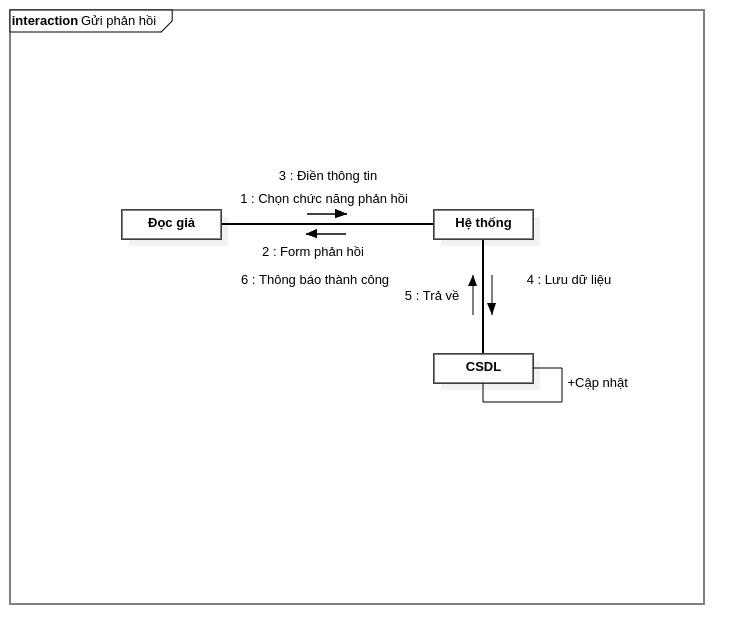 interaction Gửi phản hồi
3 : Điền thông tin
1 : Chọn chức năng phản hồi
Đọc giả
Hệ thống
2 : Form phản hồi
6 : Thông báo thành công
4 : Lưu dữ liệu
5 : Trả về
CSDL
+Cập nhật